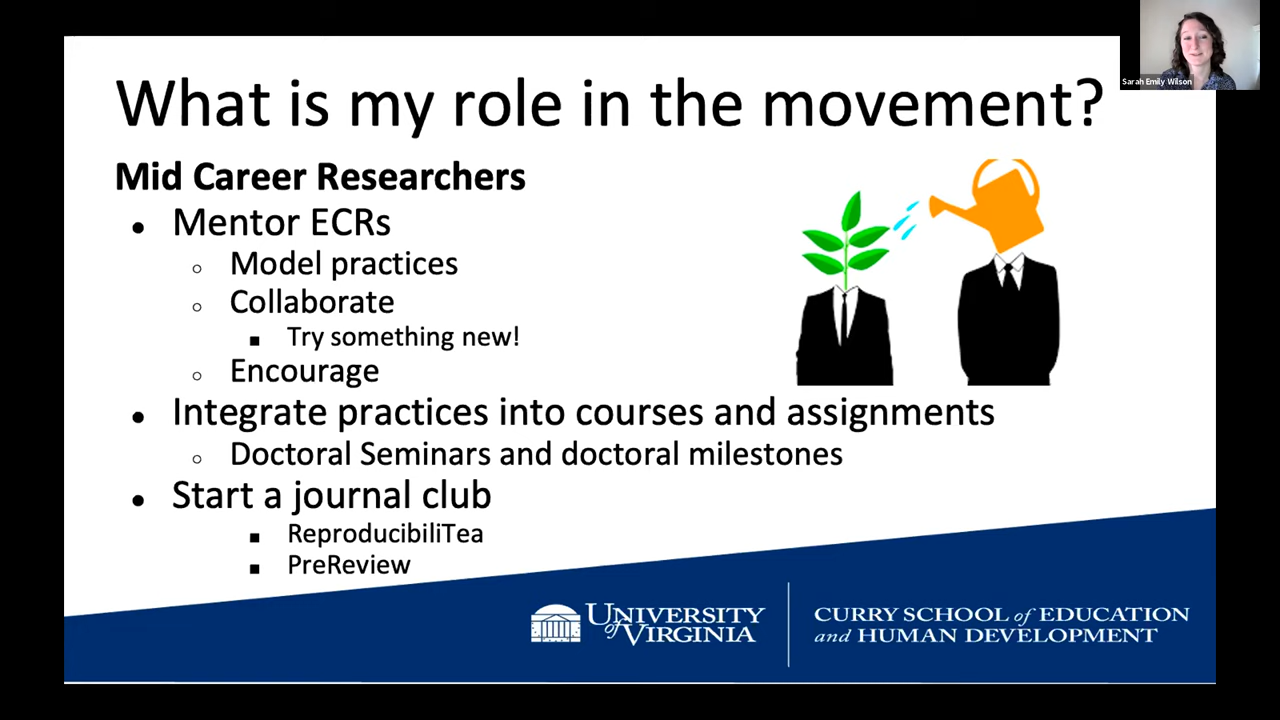 What is my role in the movement?
Sarah Emily Wilson
Mid Career Researchers
● Mentor ECRs
○ Model practices
○ Collaborate
■ Try something new!
○ Encourage
● Integrate practices into courses and assignments
○ Doctoral Seminars and doctoral milestones
● Start a journal club
■ ReproducibiliTea
■ PreReview
UNIVERSITY
of VIRGINIA
CURRY SCHOOL of EDUCATION
and HUMAN DEVELOPMENT